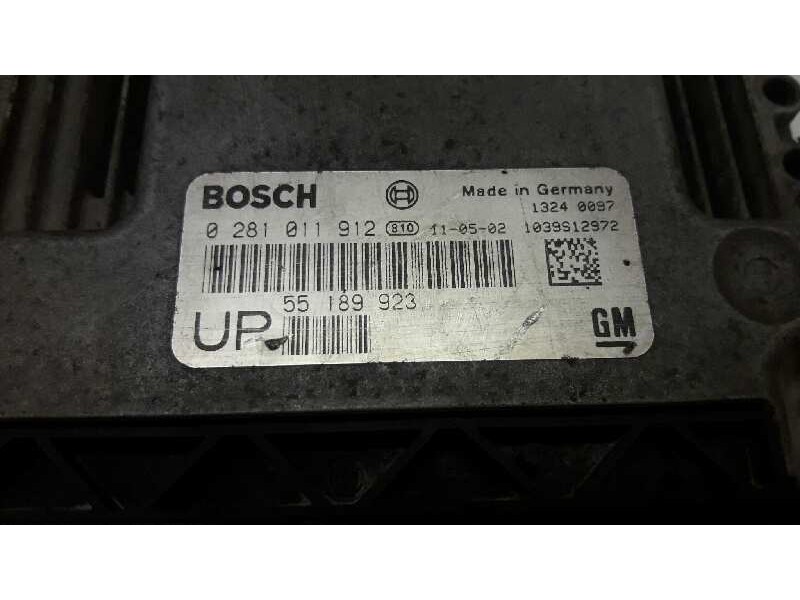 BOSCH Made in Germany
1324 0097
0 281 011 912 810 11-05-02 1039S12972
55 189 923
UP GM